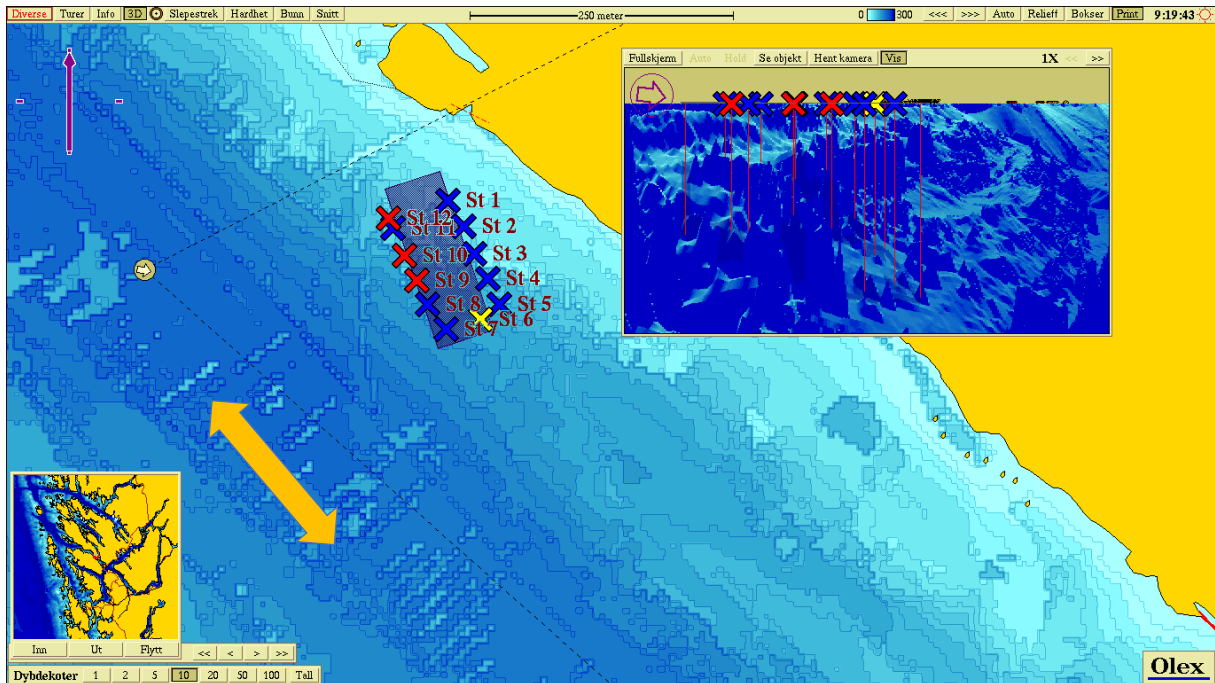 Diverse Turer Info 3D Slepestrek Hardhet Bunn Snitt 250 meter 0 300 <<< >>> Auto Relieff Bokser Print 9:19:43
Fullskjerm Auto Hold Se objekt Hent kamera Vis 1X << >>
St 1
St 12
St 11
St 2
St 10
St 3
St 9
St 4
St 8
St 5
St 6
St 7
Inn Ut Flytt << < > >>
Dybdekoter 1 2 5 10 20 50 100 Tall
Olex